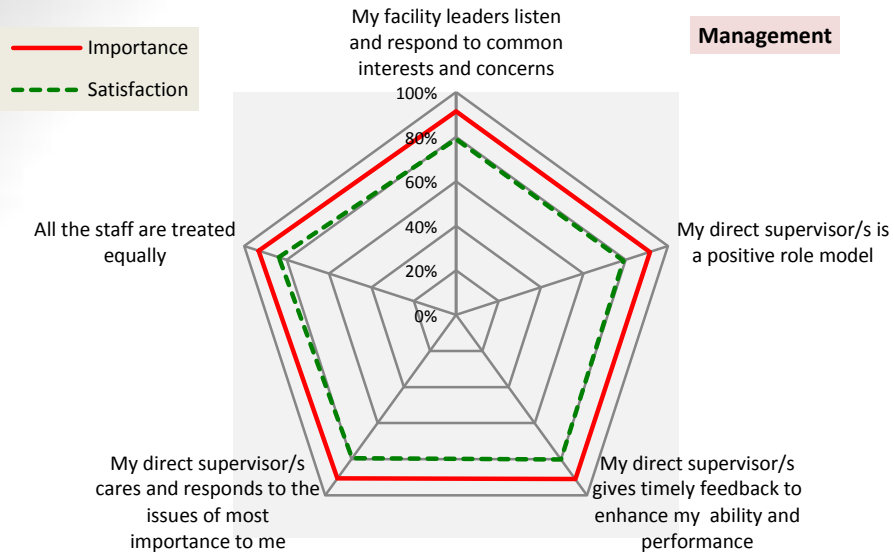 My facility leaders listen
and respond to common
interests and concerns
Management
Importance
Satisfaction
100%
80%
60%
40%
20%
0%
All the staff are treated
equally
My direct supervisor/s is
a positive role model
My direct supervisor/s
cares and responds to the
issues of most
importance to me
My direct supervisor/s
gives timely feedback to
enhance my ability and
performance